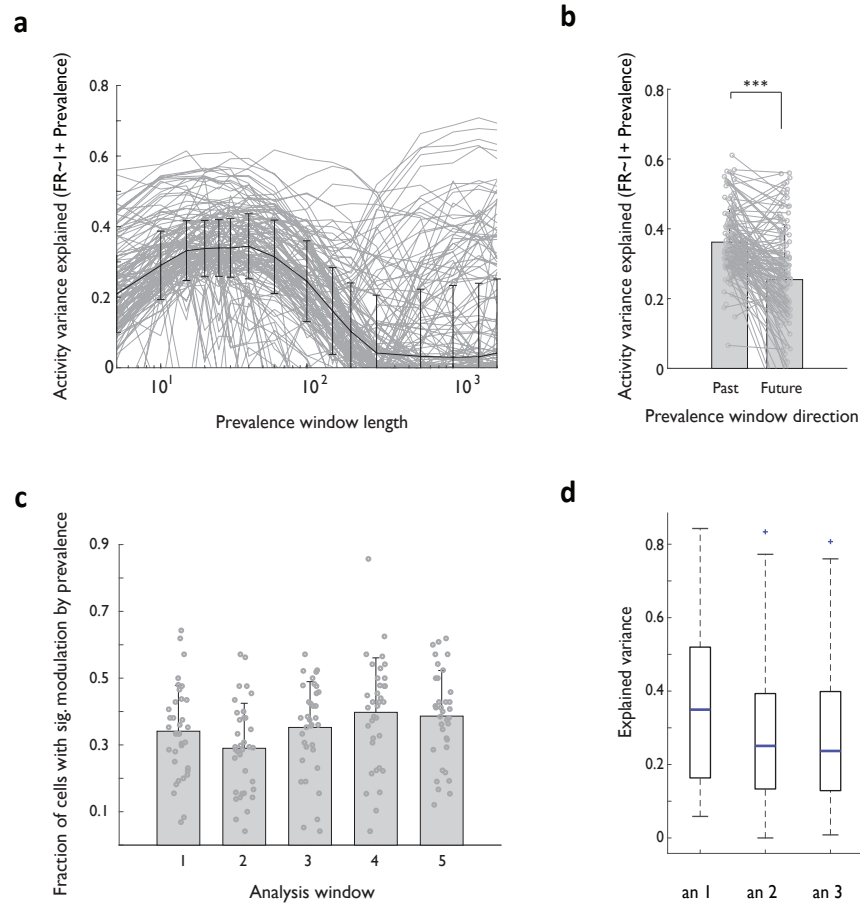 a
Activity variance explained (FR~1+ Prevalence)
0.8
0.6
0.4
0.2
0
10¹
10²
10³
Prevalence window length
b
Activity variance explained (FR~1+ Prevalence)
0.8
0.6
0.4
0.2
0
***
Past
Future
Prevalence window direction
c
Fraction of cells with sig. modulation by prevalence
0.9
0.7
0.5
0.3
0.1
1
2
3
4
5
Analysis window
d
Explained variance
0.8
0.6
0.4
0.2
0
an 1
an 2
an 3